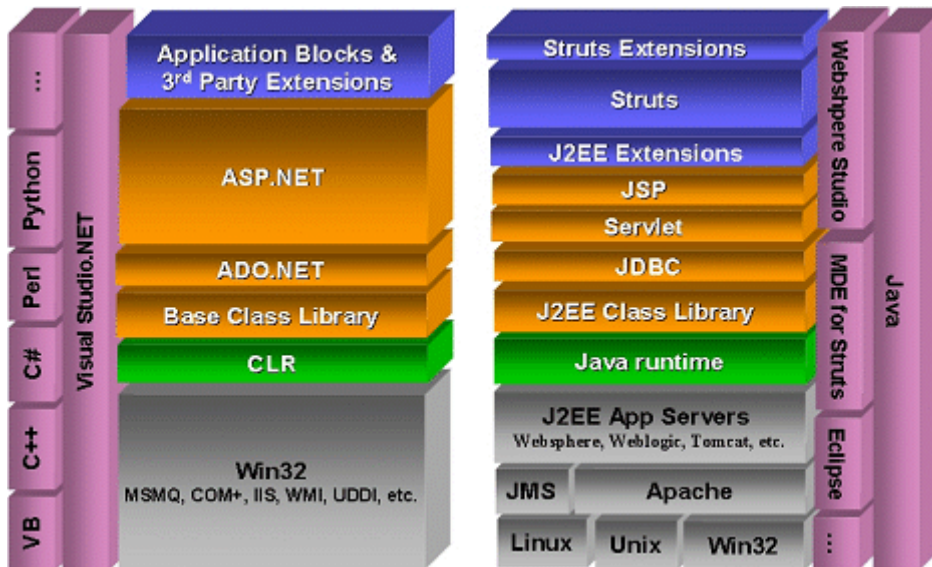 ...
Python
Perl
C#
C++
VB
Visual Studio.NET
Application Blocks &
3rd Party Extensions
ASP.NET
ADO.NET
Base Class Library
CLR
Win32
MSMQ, COM+, IIS, WMI, UDDI, etc.
Struts Extensions
Struts
J2EE Extensions
JSP
Servlet
JDBC
J2EE Class Library
Java runtime
J2EE App Servers
Websphere, Weblogic, Tomcat, etc.
JMS
Apache
Linux
Unix
Win32
Webshpere Studio
MDE for Struts
Eclipse
...
Java